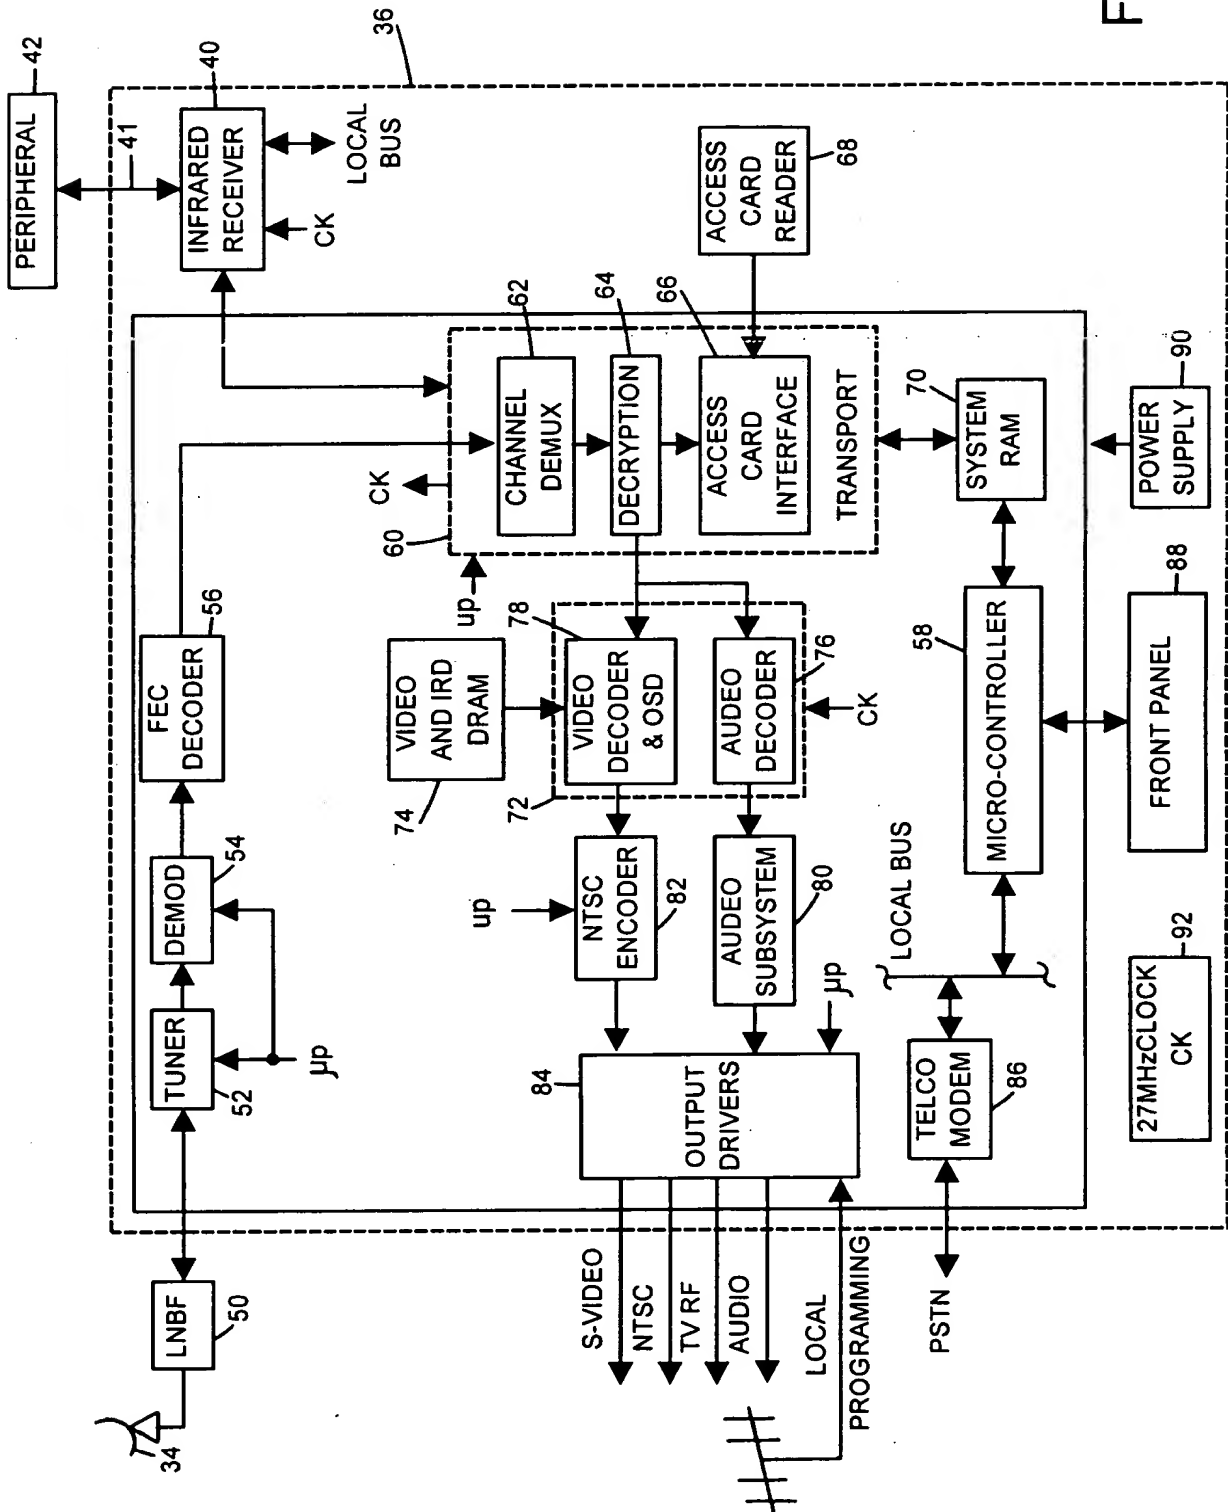 34
LNBF
50
TUNER
52
DEMOD
54
µp
FEC
DECODER
56
PERIPHERAL
42
41
INFRARED
RECEIVER
40
36
CK
LOCAL
BUS
CK
60
up
CHANNEL
DEMUX
62
DECRYPTION
64
ACCESS
CARD
INTERFACE
66
TRANSPORT
ACCESS
CARD
READER
68
VIDEO
AND IRD
DRAM
74
72
VIDEO
DECODER
& OSD
78
AUDEO
DECODER
76
CK
up
NTSC
ENCODER
82
AUDEO
SUBSYSTEM
80
84
OUTPUT
DRIVERS
µp
S-VIDEO
NTSC
TV RF
AUDIO
LOCAL
PROGRAMMING
PSTN
TELCO
MODEM
86
LOCAL BUS
MICRO-CONTROLLER
58
SYSTEM
RAM
70
27MHzCLOCK
CK
92
FRONT PANEL
88
POWER
SUPPLY
90
F